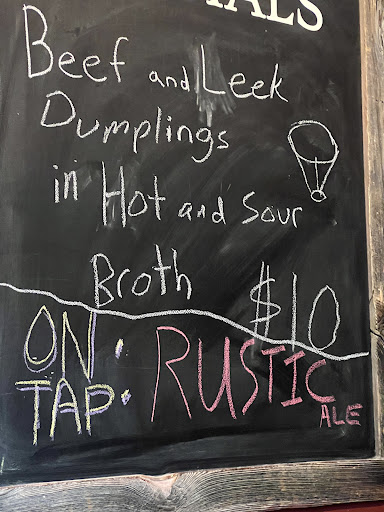 Beef and Leek
Dumplings
in Hot and Sour
Broth $10
ON
TAP:
RUSTIC
ALE